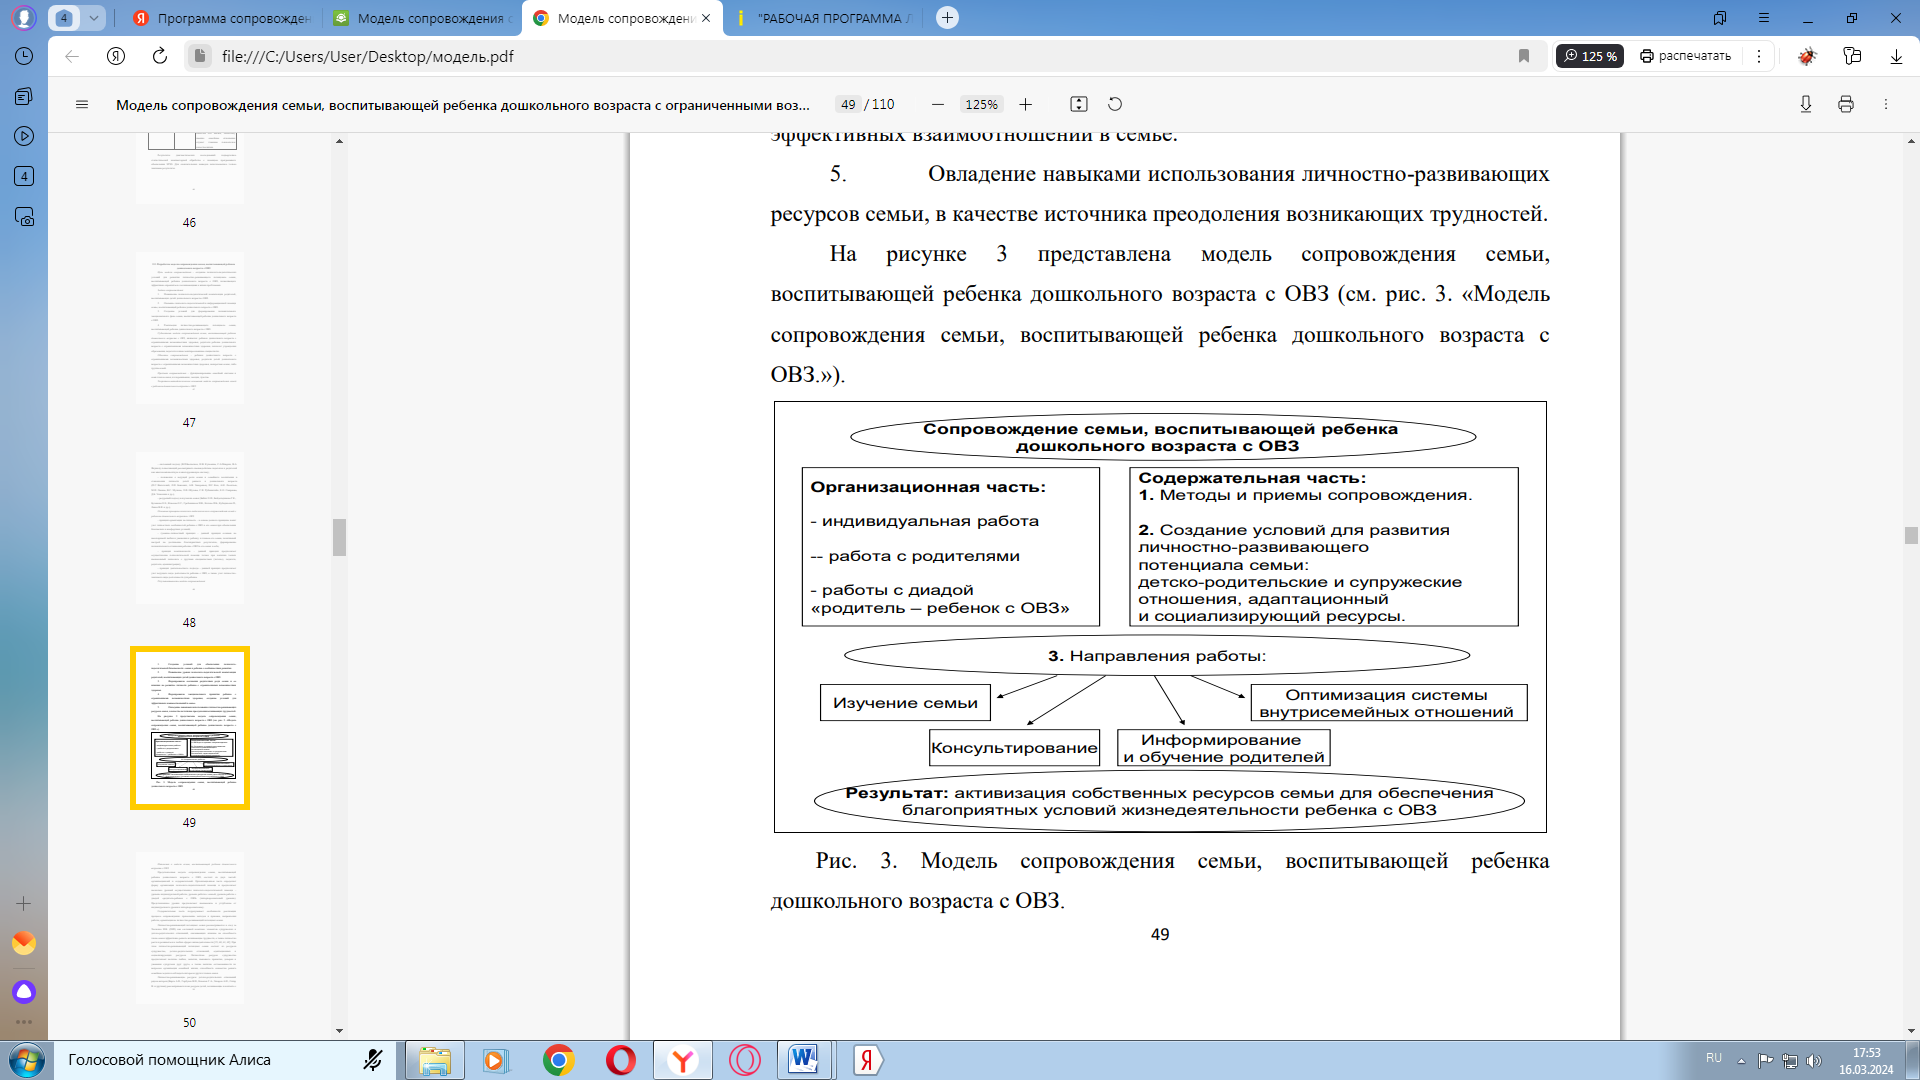 4
Программа сопровожден
Модель сопровождения с
Модель сопровождени
"РАБОЧАЯ ПРОГРАММА Л
file:///C:/Users/User/Desktop/модель.pdf
125 %
распечатать
Модель сопровождения семьи, воспитывающей ребенка дошкольного возраста с ограниченными воз...
49 / 110
125%
4
46
47
48
49
50
эффективных взаимоотношений в семье.
5. Овладение навыками использования личностно-развивающих
ресурсов семьи, в качестве источника преодоления возникающих трудностей.
На рисунке 3 представлена модель сопровождения семьи,
воспитывающей ребенка дошкольного возраста с ОВЗ (см. рис. 3. «Модель
сопровождения семьи, воспитывающей ребенка дошкольного возраста с
ОВЗ.»).
Сопровождение семьи, воспитывающей ребенка
дошкольного возраста с ОВЗ
Организационная часть:
- индивидуальная работа
-- работа с родителями
- работы с диадой
«родитель – ребенок с ОВЗ»
Содержательная часть:
1. Методы и приемы сопровождения.
2. Создание условий для развития
личностно-развивающего
потенциала семьи:
детско-родительские и супружеские
отношения, адаптационный
и социализирующий ресурсы.
3. Направления работы:
Изучение семьи
Оптимизация системы
внутрисемейных отношений
Консультирование
Информирование
и обучение родителей
Результат: активизация собственных ресурсов семьи для обеспечения
благоприятных условий жизнедеятельности ребенка с ОВЗ
Рис. 3. Модель сопровождения семьи, воспитывающей ребенка
дошкольного возраста с ОВЗ.
49
Голосовой помощник Алиса
RU
17:53
16.03.2024